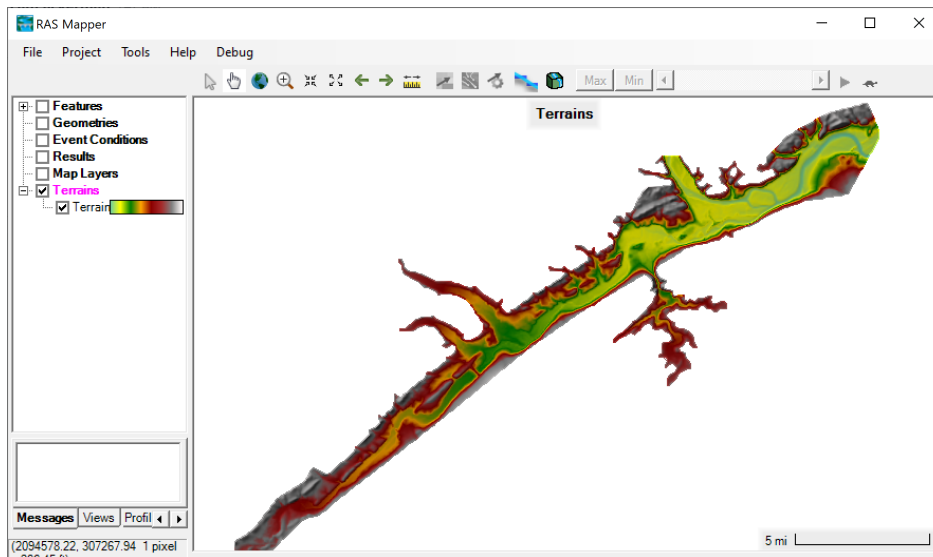 RAS Mapper
File Project Tools Help Debug
Max Min
Features
Geometries
Event Conditions
Results
Map Layers
Terrains
Terrain
Terrains
5 mi
Messages Views Profil
(2094578.22, 307267.94 1 pixel